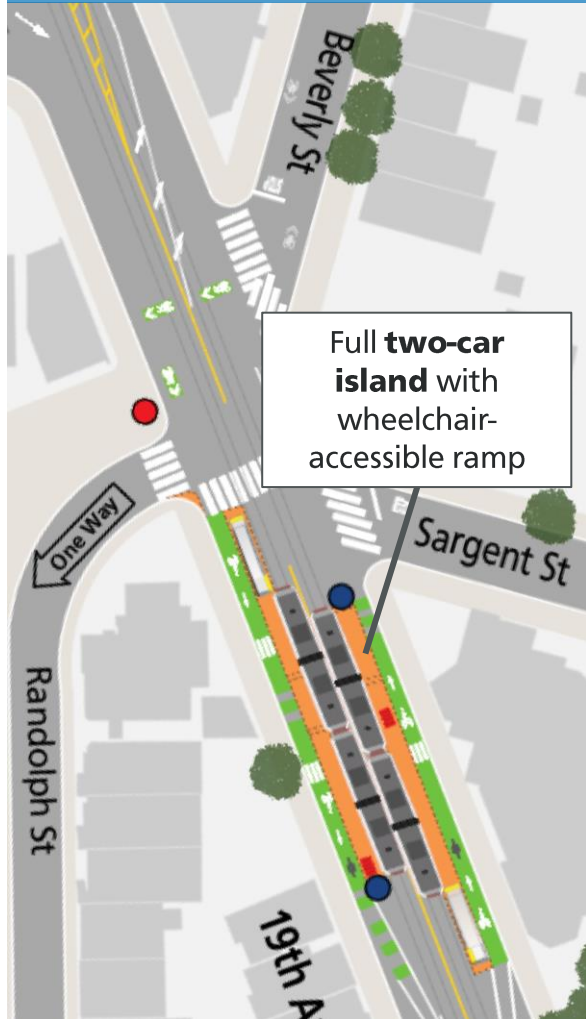 Beverly St
Full two-car
island with
wheelchair-
accessible ramp
One Way
Sargent St
Randolph St
19th A